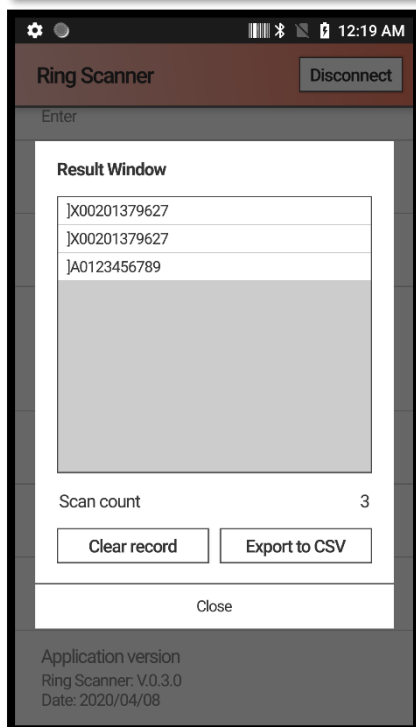 12:19 AM
Ring Scanner
Disconnect
Enter
Result Window
]X00201379627
]X00201379627
]A0123456789
Scan count 3
Clear record
Export to CSV
Close
Application version
Ring Scanner: V.0.3.0
Date: 2020/04/08